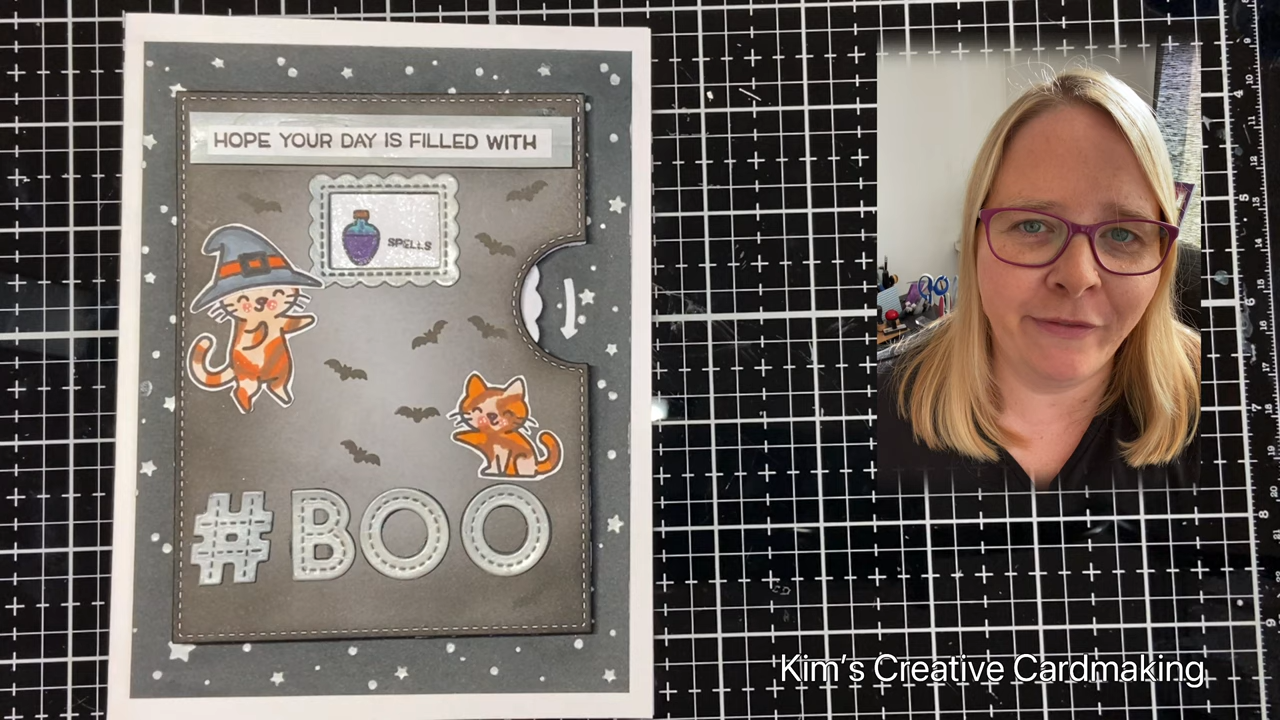 HOPE YOUR DAY IS FILLED WITH
SPELLS
#BOO
Kim's Creative Cardmaking